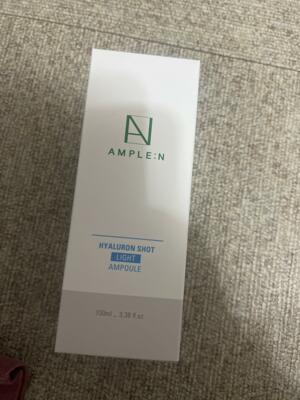 AMPLE:N
HYALURON SHOT
LIGHT
AMPOULE
100ml _ 3.38 fl.oz